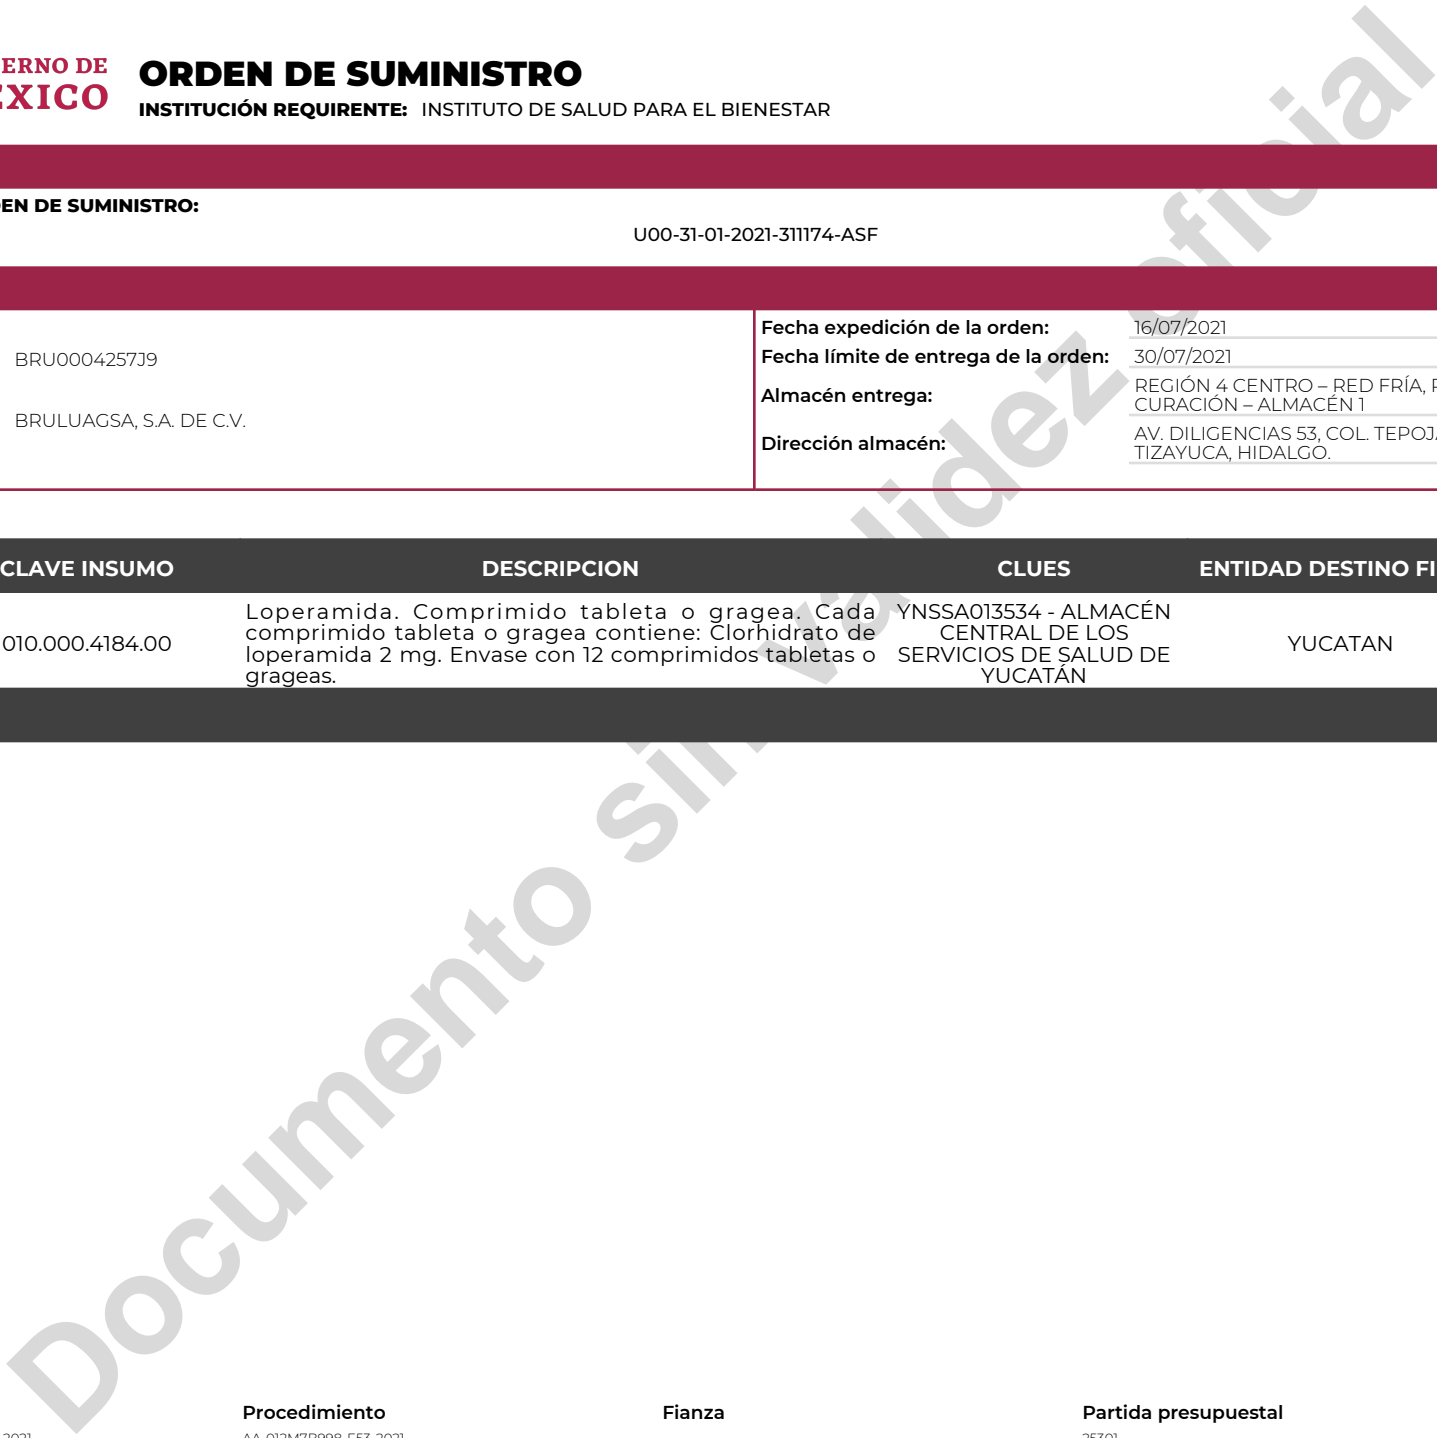 ERNO DE
EXICO
ORDEN DE SUMINISTRO
INSTITUCIÓN REQUIRENTE: INSTITUTO DE SALUD PARA EL BIENESTAR
EN DE SUMINISTRO:
U00-31-01-2021-311174-ASF
BRU0004257J9
BRULUAGSA, S.A. DE C.V.
Fecha expedición de la orden: 16/07/2021
Fecha límite de entrega de la orden: 30/07/2021
Almacén entrega:
REGIÓN 4 CENTRO – RED FRÍA,
CURACIÓN – ALMACÉN 1
Dirección almacén:
AV. DILIGENCIAS 53, COL. TEPOJ
TIZAYUCA, HIDALGO.
CLAVE INSUMO DESCRIPCION CLUES ENTIDAD DESTINO FI
010.000.4184.00
Loperamida. Comprimido tableta o gragea. Cada
comprimido tableta o gragea contiene: Clorhidrato de
loperamida 2 mg. Envase con 12 comprimidos tabletas o
grageas.
YNSSA013534 - ALMACÉN
CENTRAL DE LOS
SERVICIOS DE SALUD DE
YUCATÁN
YUCATAN
Documento sin validez oficial
Procedimiento Fianza Partida presupuestal